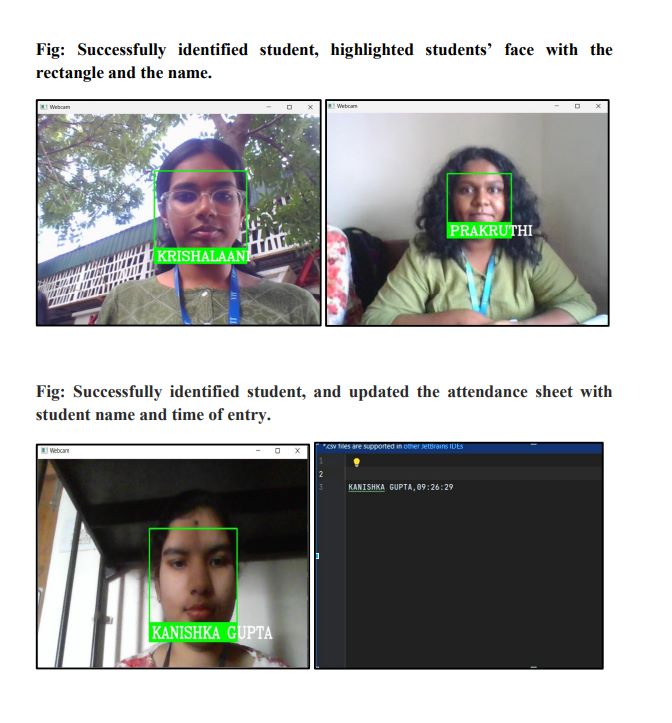 Fig: Successfully identified student, highlighted students’ face with the
rectangle and the name.
Webcam
Webcam
KRISHALAANI
PRAKRUTHI
Fig: Successfully identified student, and updated the attendance sheet with
student name and time of entry.
Webcam
*.csv files are supported in other JetBrains IDEs
1
2
3 KANISHKA GUPTA,09:26:29
KANISHKA GUPTA